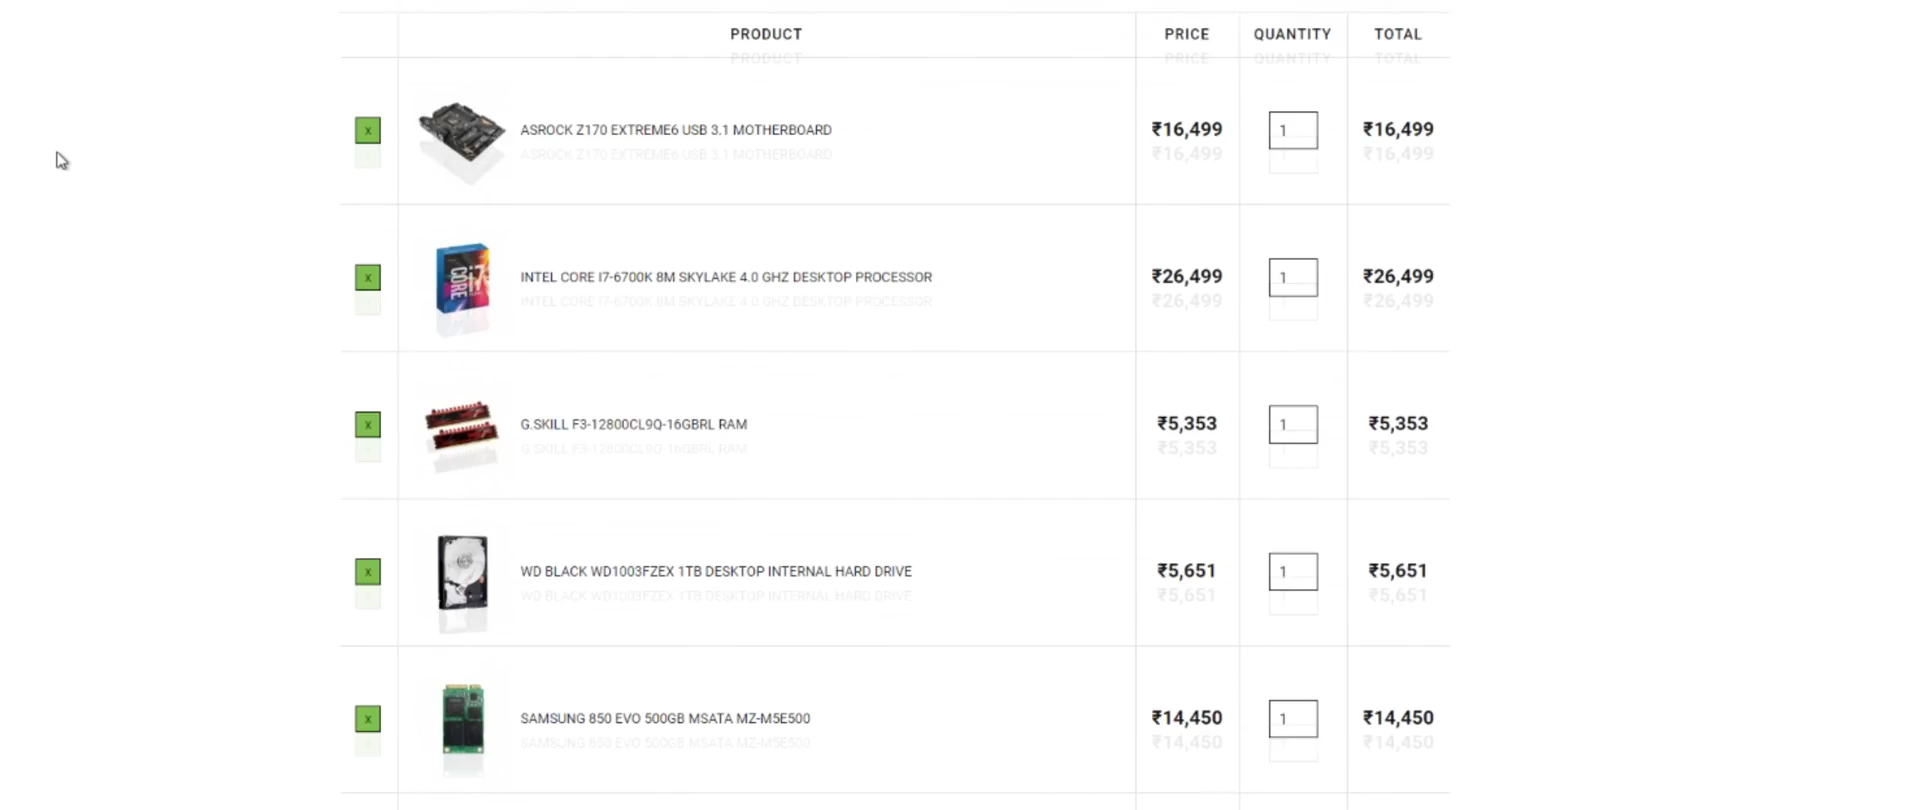 PRODUCT PRICE QUANTITY TOTAL
X ASROCK Z170 EXTREME6 USB 3.1 MOTHERBOARD ₹16,499 1 ₹16,499
X INTEL CORE I7-6700K 8M SKYLAKE 4.0 GHZ DESKTOP PROCESSOR ₹26,499 1 ₹26,499
CORE i7
X G.SKILL F3-12800CL9Q-16GBRL RAM ₹5,353 1 ₹5,353
X WD BLACK WD1003FZEX 1TB DESKTOP INTERNAL HARD DRIVE ₹5,651 1 ₹5,651
X SAMSUNG 850 EVO 500GB MSATA MZ-M5E500 ₹14,450 1 ₹14,450